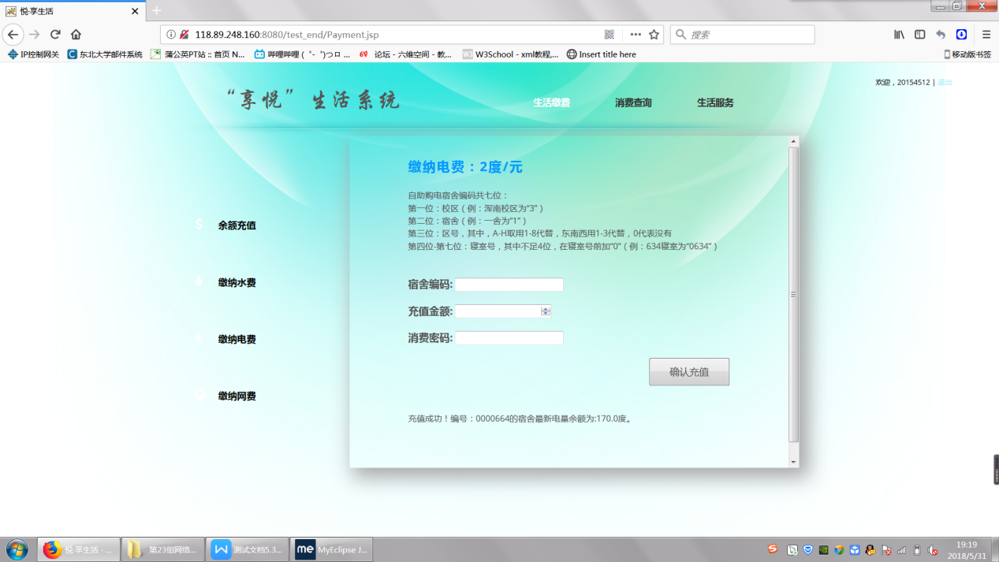 悦·享生活
118.89.248.160:8080/test_end/Payment.jsp
搜索
IP控制网关 东北大学邮件系统 蒲公英PT站 :: 首页 N... 哔哩哔哩 ( ゜- ゜)つロ ... 6V 论坛 - 六维空间 - 教... W3 W3School - xml教程,... Insert title here 移动版书签
欢迎，20154512 | 退出
“享悦”生活系统
生活缴费 消费查询 生活服务
缴纳电费：2度/元
自助购电宿舍编码共七位：
第一位：校区（例：浑南校区为“3”）
第二位：宿舍（例：一舍为“1”）
第三位：区号，其中，A-H取用1-8代替，东南西用1-3代替，0代表没有
第四位-第七位：寝室号，其中不足4位，在寝室号前加“0”（例：634寝室为“0634”）
余额充值
缴纳水费
缴纳电费
缴纳网费
宿舍编码:
充值金额:
消费密码:
确认充值
充值成功！编号：0000664的宿舍最新电量余额为:170.0度。
悦·享生活 - ... 第23组网络... 测试文档5.3... me MyEclipse J...
19:19
2018/5/31